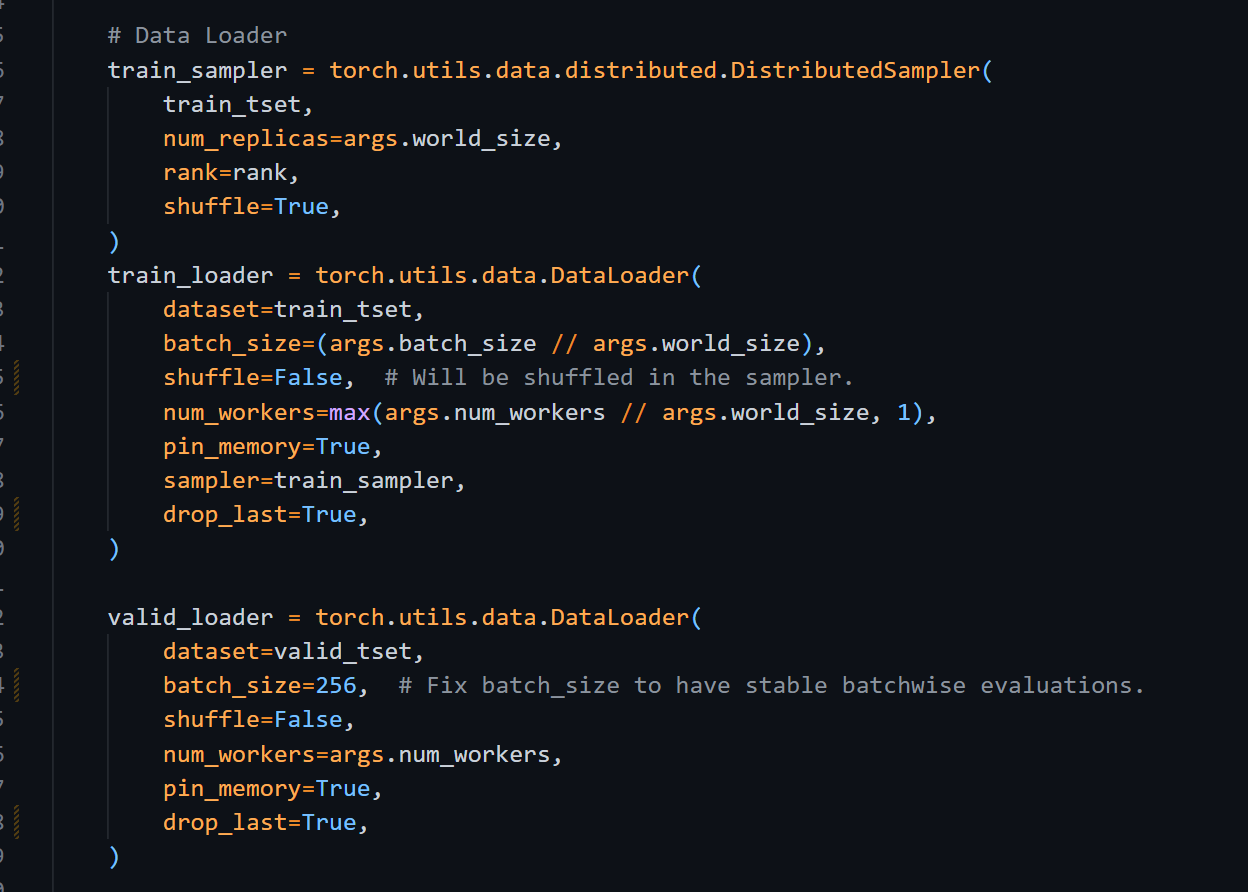 # Data Loader
train_sampler = torch.utils.data.distributed.DistributedSampler(
train_tset,
num_replicas=args.world_size,
rank=rank,
shuffle=True,
)
train_loader = torch.utils.data.DataLoader(
dataset=train_tset,
batch_size=(args.batch_size // args.world_size),
shuffle=False,  # Will be shuffled in the sampler.
num_workers=max(args.num_workers // args.world_size, 1),
pin_memory=True,
sampler=train_sampler,
drop_last=True,
)
valid_loader = torch.utils.data.DataLoader(
dataset=valid_tset,
batch_size=256,  # Fix batch_size to have stable batchwise evaluations.
shuffle=False,
num_workers=args.num_workers,
pin_memory=True,
drop_last=True,
)